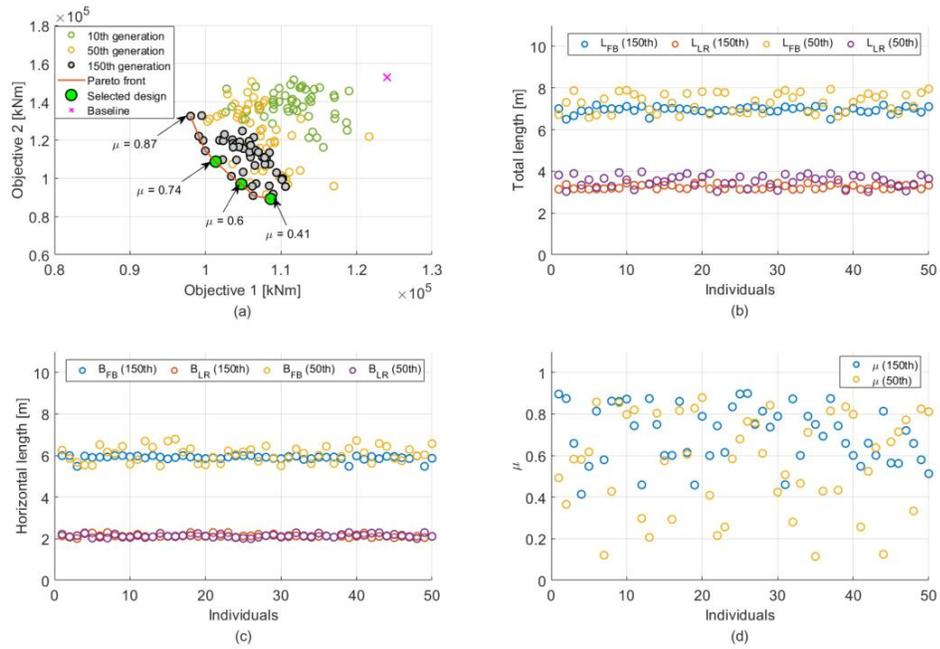 ×10⁵
1.8
1.6
1.4
1.2
1
0.8
0.6
Objective 2 [kNm]
10th generation
50th generation
150th generation
Pareto front
Selected design
Baseline
μ = 0.87
μ = 0.74
μ = 0.6
μ = 0.41
0.8 0.9 1 1.1 1.2 1.3
Objective 1 [kNm] ×10⁵
(a)
10
8
6
4
2
0
Total length [m]
L_FB (150th) L_LR (150th) L_FB (50th) L_LR (50th)
0 10 20 30 40 50
Individuals
(b)
10
8
6
4
2
0
Horizontal length [m]
B_FB (150th) B_LR (150th) B_FB (50th) B_LR (50th)
0 10 20 30 40 50
Individuals
(c)
1
0.8
0.6
0.4
0.2
0
μ
μ (150th)
μ (50th)
0 10 20 30 40 50
Individuals
(d)